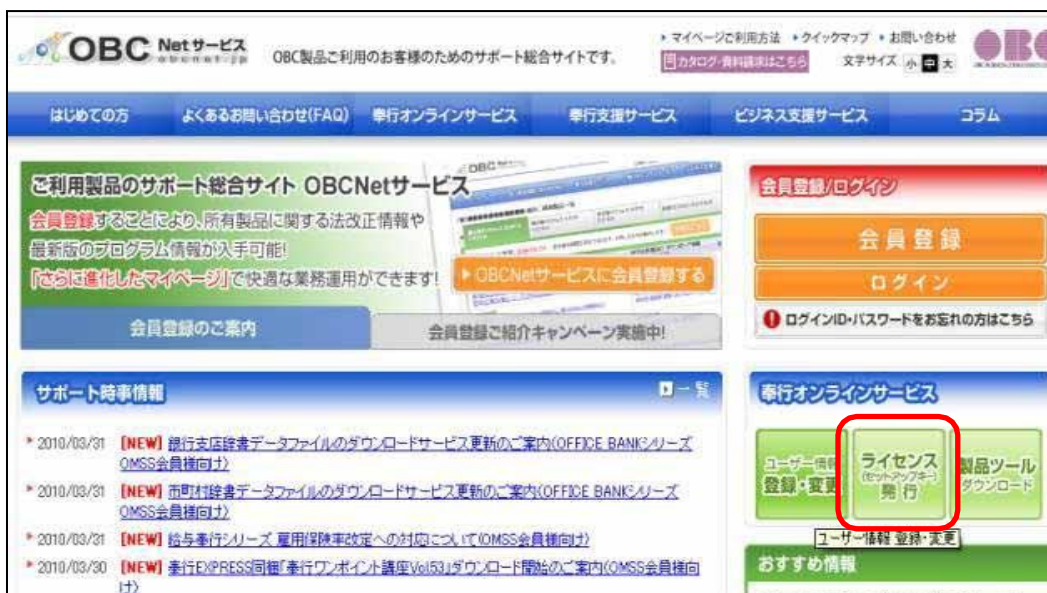 OBC Netサービス
obcnet.jp
OBC製品ご利用のお客様のためのサポート総合サイトです。
マイページご利用方法 クイックマップ お問い合わせ
カタログ・資料請求はこちら 文字サイズ 小 中 大
OBC
はじめての方 よくあるお問い合わせ(FAQ) 奉行オンラインサービス 奉行支援サービス ビジネス支援サービス コラム
ご利用製品のサポート総合サイト OBCNetサービス
会員登録することにより、所有製品に関する法改正情報や
最新版のプログラム情報が入手可能!
「さらに進化したマイページ」で快適な業務運用ができます!
OBCNetサービスに会員登録する
会員登録のご案内 会員登録ご紹介キャンペーン実施中!
会員登録/ログイン
会員登録
ログイン
ログインID・パスワードをお忘れの方はこちら
サポート時事情報 一覧
2010/03/31 【NEW】 銀行支店辞書データファイルのダウンロードサービス更新のご案内(OFFICE BANKシリーズ
OMSS会員様向け)
2010/03/31 【NEW】 市町村辞書データファイルのダウンロードサービス更新のご案内(OFFICE BANKシリーズ
OMSS会員様向け)
2010/03/31 【NEW】 給与奉行シリーズ 雇用保険率改定への対応について(OMSS会員様向け)
2010/03/30 【NEW】 奉行EXPRESS同梱「奉行ワンポイント講座Vol53」ダウンロード開始のご案内(OMSS会員様向
け)
奉行オンラインサービス
ユーザー情報
登録・変更
ライセンス
(セットアップキー)
発行
製品ツール
ダウンロード
ユーザー情報 登録・変更
おすすめ情報